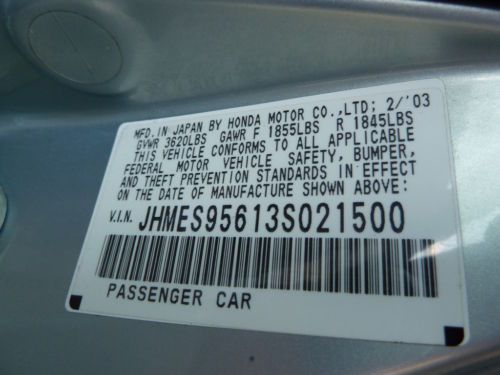 MFD.IN JAPAN BY HONDA MOTOR CO.,LTD; 2/'03
GVWR 3620LBS GAWR F 1855LBS R 1845LBS
THIS VEHICLE CONFORMS TO ALL APPLICABLE
FEDERAL MOTOR VEHICLE SAFETY, BUMPER,
AND THEFT PREVENTION STANDARDS IN EFFECT
ON THE DATE OF MANUFACTURE SHOWN ABOVE:
V.I.N. JHMES95613S021500
PASSENGER CAR